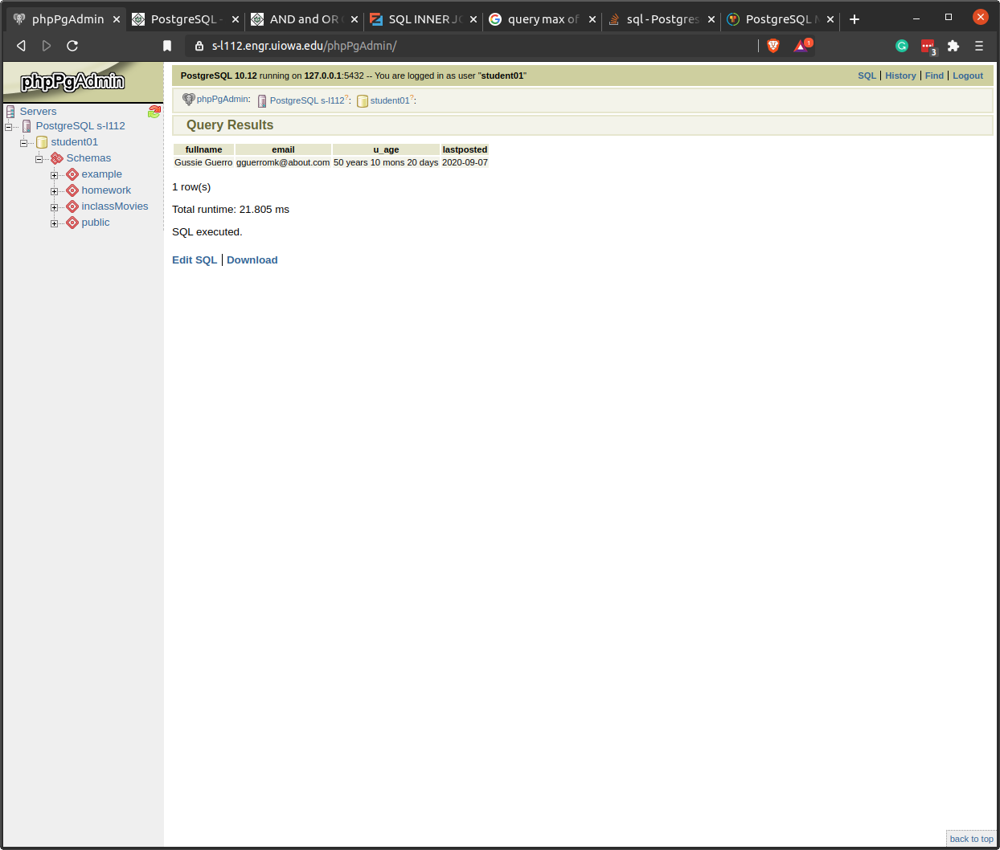 phpPgAdmin
PostgreSQL -
AND and OR
SQL INNER JO
query max of
sql - Postgres
PostgreSQL
s-l112.engr.uiowa.edu/phpPgAdmin/
1
3
phpPgAdmin
PostgreSQL 10.12 running on 127.0.0.1:5432 -- You are logged in as user "student01"
SQL | History | Find | Logout
phpPgAdmin: PostgreSQL s-l112?: student01?:
Servers
PostgreSQL s-l112
student01
Schemas
example
homework
inclassMovies
public
Query Results
fullname email u_age lastposted
Gussie Guerro gguerromk@about.com 50 years 10 mons 20 days 2020-09-07
1 row(s)
Total runtime: 21.805 ms
SQL executed.
Edit SQL | Download
back to top